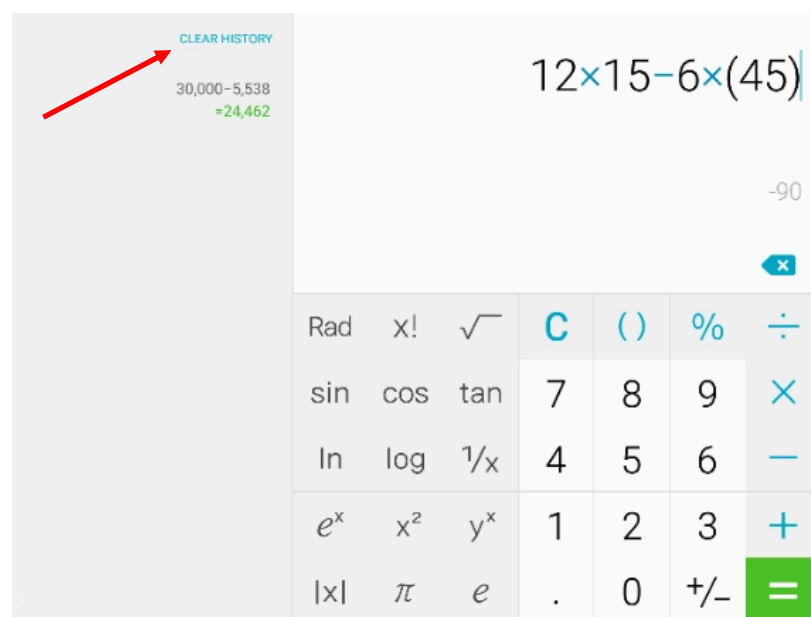 CLEAR HISTORY
30,000−5,538
=24,462
12×15−6×(45)
-90
Rad x! √ C ( ) % ÷
sin cos tan 7 8 9 ×
ln log 1/x 4 5 6 −
eˣ x² yˣ 1 2 3 +
|x| π e . 0 +/− =